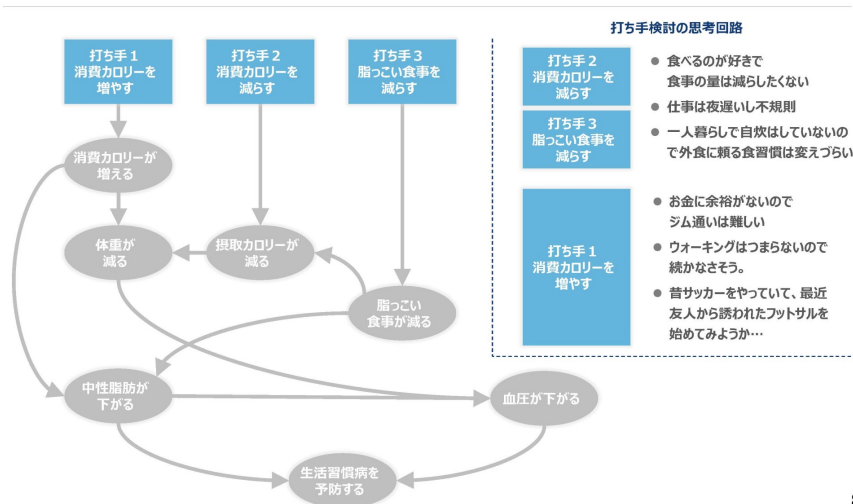 打ち手検討の思考回路
打ち手１
消費カロリーを
増やす
打ち手２
消費カロリーを
減らす
打ち手３
脂っこい食事を
減らす
消費カロリーが
増える
体重が
減る
摂取カロリーが
減る
脂っこい
食事が減る
中性脂肪が
下がる
血圧が下がる
生活習慣病を
予防する
打ち手２
消費カロリーを
減らす
打ち手３
脂っこい食事を
減らす
● 食べるのが好きで
食事の量は減らしたくない
● 仕事は夜遅いし不規則
● 一人暮らしで自炊はしていないの
で外食に頼る食習慣は変えづらい
打ち手１
消費カロリーを
増やす
● お金に余裕がないので
ジム通いは難しい
● ウォーキングはつまらないので
続かなさそう。
● 昔サッカーをやっていて、最近
友人から誘われたフットサルを
始めてみようか…